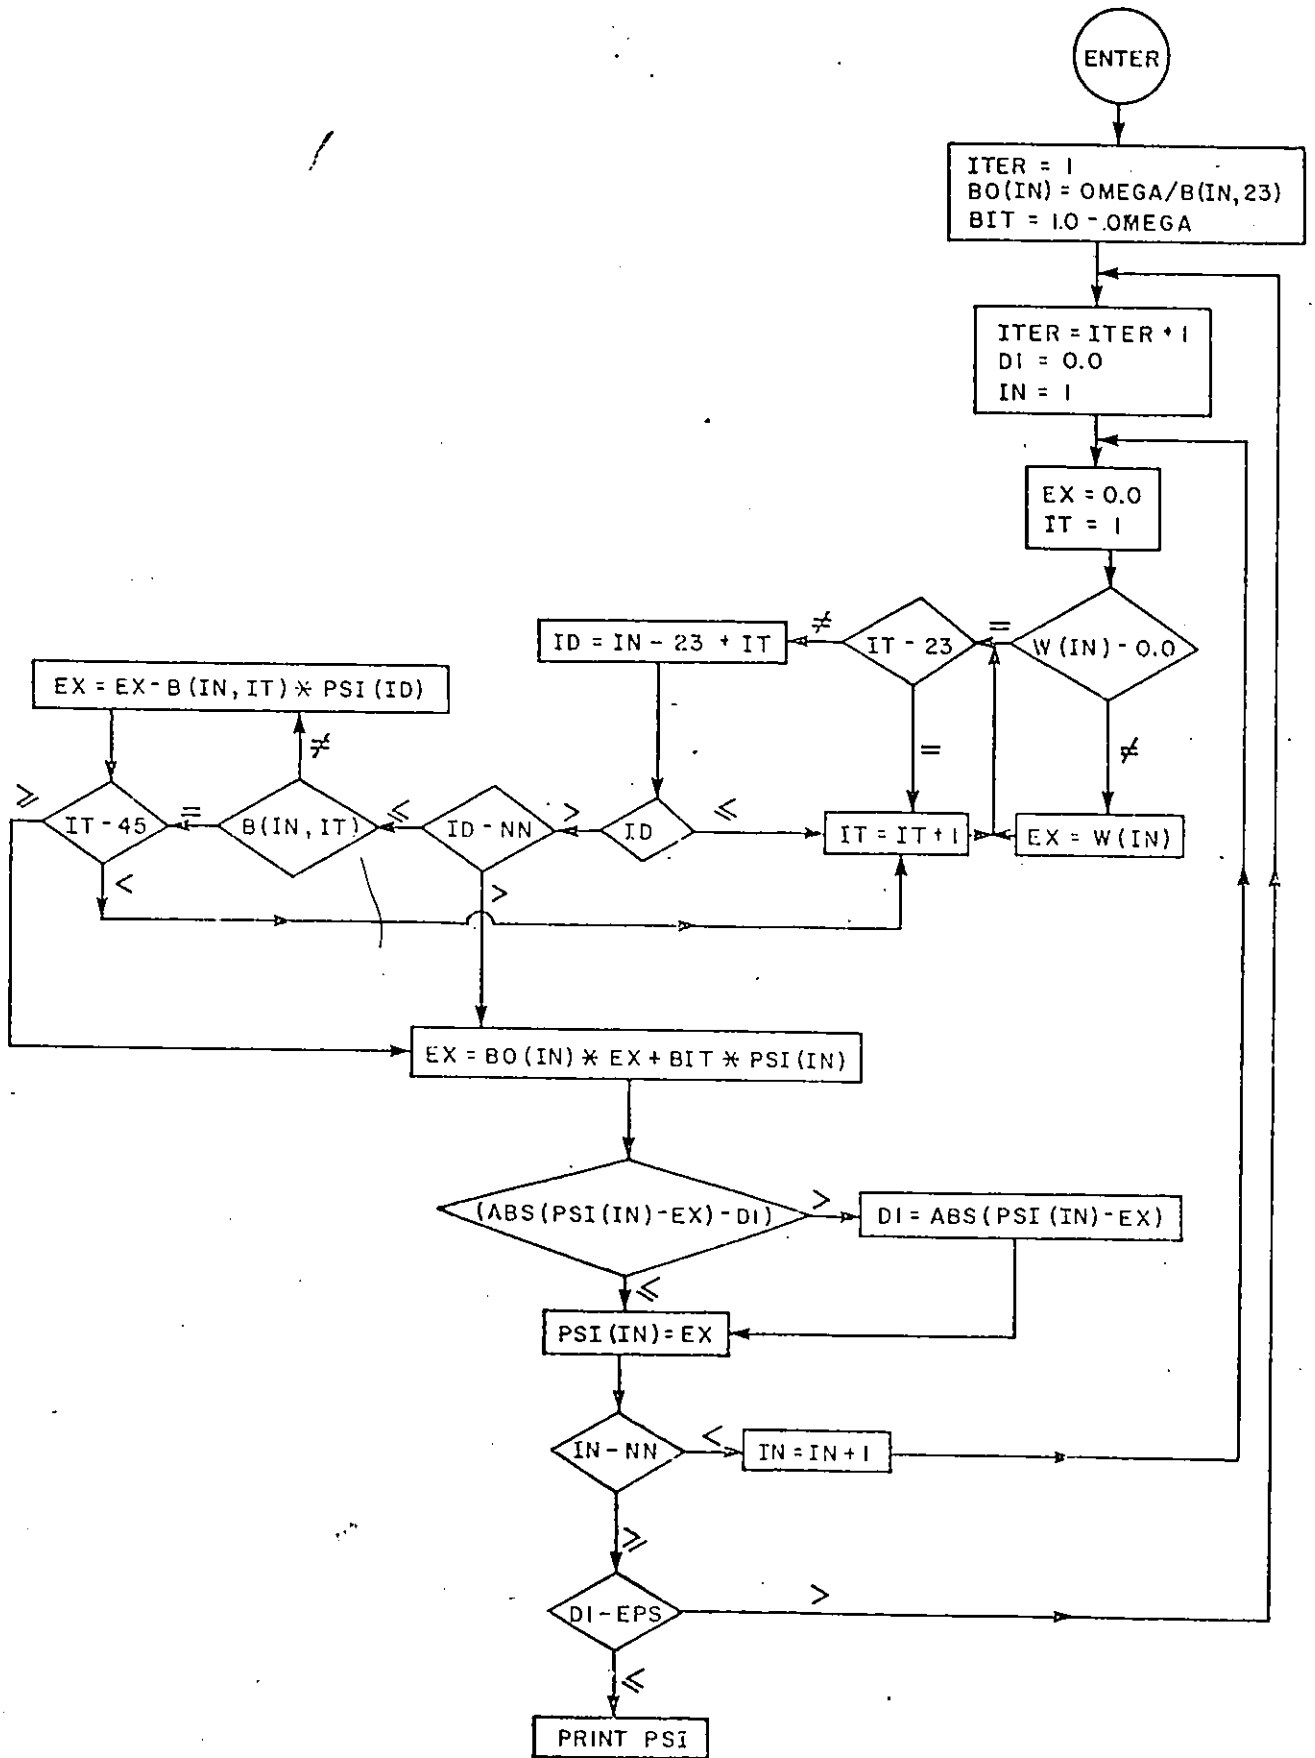 ENTER
ITER = 1
BO(IN) = OMEGA/B(IN,23)
BIT = 1.0 - OMEGA
ITER = ITER + 1
DI = 0.0
IN = 1
EX = 0.0
IT = 1
W(IN) - 0.0
=
≠
EX = W(IN)
IT - 23
≠
=
IT = IT + 1
ID = IN - 23 + IT
ID
≤
>
ID - NN
≤
>
B(IN, IT)
≠
=
EX = EX - B(IN, IT) * PSI(ID)
IT - 45
≥
<
EX = BO(IN) * EX + BIT * PSI(IN)
(ABS(PSI(IN)-EX)-DI)
>
DI = ABS(PSI(IN)-EX)
≤
PSI(IN) = EX
IN - NN
<
IN = IN + 1
≥
DI - EPS
>
≤
PRINT PSI